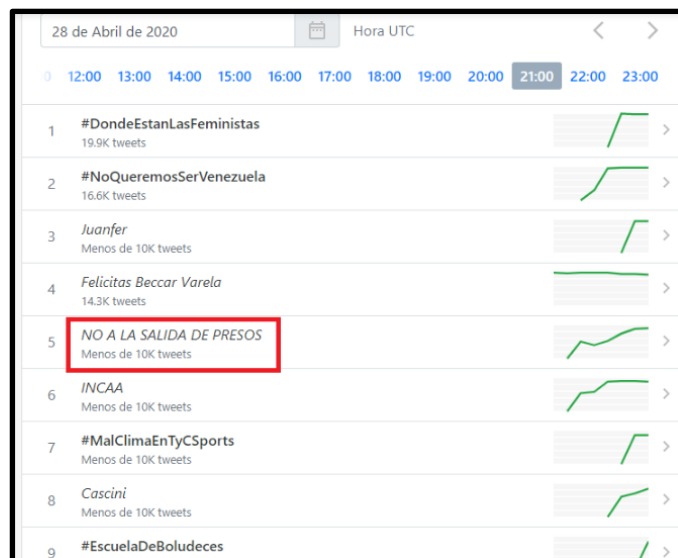 28 de Abril de 2020 Hora UTC
12:00 13:00 14:00 15:00 16:00 17:00 18:00 19:00 20:00 21:00 22:00 23:00
1 #DondeEstanLasFeministas
19.9K tweets
2 #NoQueremosSerVenezuela
16.6K tweets
3 Juanfer
Menos de 10K tweets
4 Felicitas Beccar Varela
14.3K tweets
5 NO A LA SALIDA DE PRESOS
Menos de 10K tweets
6 INCAA
Menos de 10K tweets
7 #MalClimaEnTyCSports
Menos de 10K tweets
8 Cascini
Menos de 10K tweets
9 #EscuelaDeBoludeces